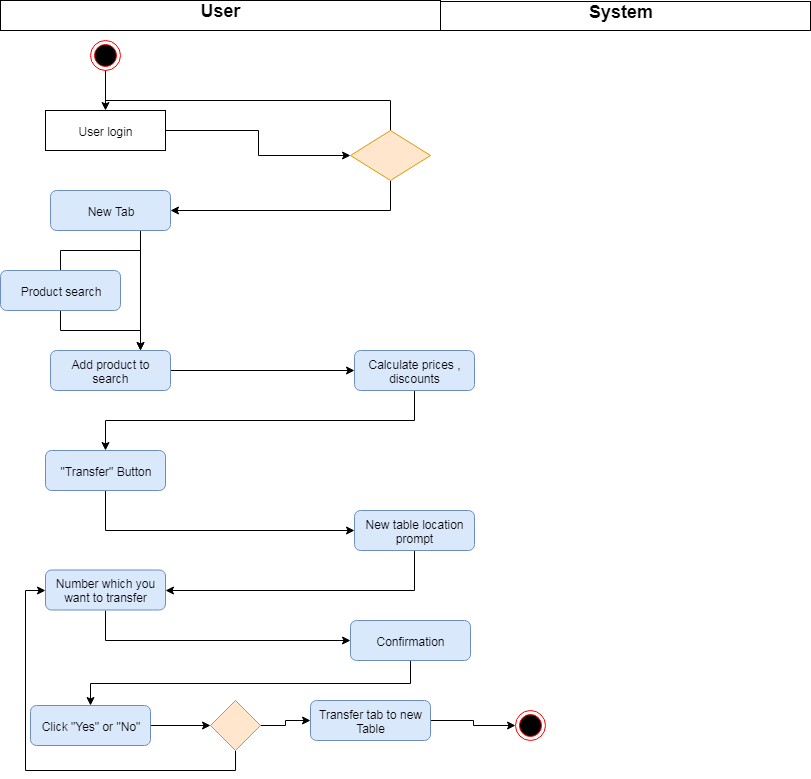 User
System
User login
New Tab
Product search
Add product to
search
Calculate prices ,
discounts
"Transfer" Button
New table location
prompt
Number which you
want to transfer
Confirmation
Click "Yes" or "No"
Transfer tab to new
Table